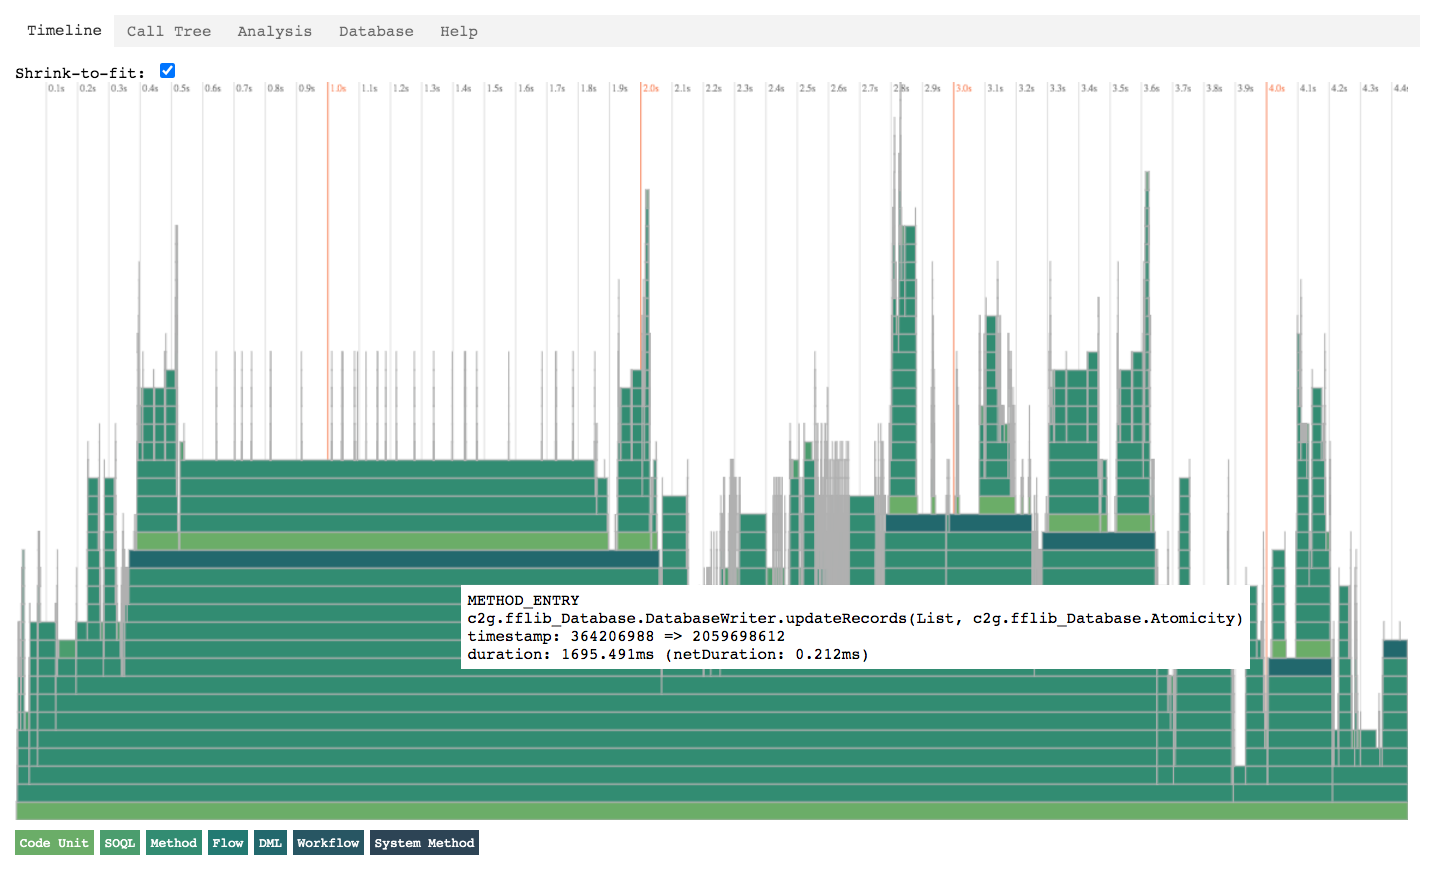 Timeline Call Tree Analysis Database Help
Shrink-to-fit:
0.1s 0.2s 0.3s 0.4s 0.5s 0.6s 0.7s 0.8s 0.9s 1.0s 1.1s 1.2s 1.3s 1.4s 1.5s 1.6s 1.7s 1.8s 1.9s 2.0s 2.1s 2.2s 2.3s 2.4s 2.5s 2.6s 2.7s 2.8s 2.9s 3.0s 3.1s 3.2s 3.3s 3.4s 3.5s 3.6s 3.7s 3.8s 3.9s 4.0s 4.1s 4.2s 4.3s 4.4s
METHOD_ENTRY
c2g.fflib_Database.DatabaseWriter.updateRecords(List, c2g.fflib_Database.Atomicity)
timestamp: 364206988 => 2059698612
duration: 1695.491ms (netDuration: 0.212ms)
Code Unit SOQL Method Flow DML Workflow System Method